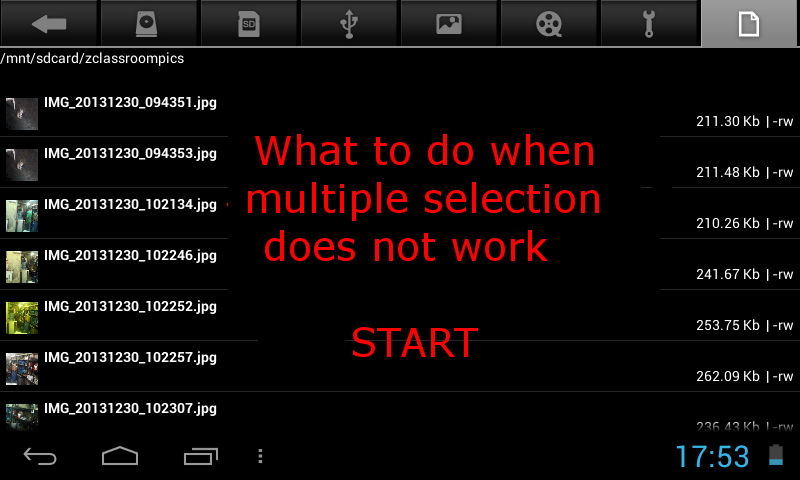 SD
/mnt/sdcard/zclassroompics
IMG_20131230_094351.jpg
211.30 Kb | -rw
IMG_20131230_094353.jpg
211.48 Kb | -rw
IMG_20131230_102134.jpg
210.26 Kb | -rw
IMG_20131230_102246.jpg
241.67 Kb | -rw
IMG_20131230_102252.jpg
253.75 Kb | -rw
IMG_20131230_102257.jpg
262.09 Kb | -rw
IMG_20131230_102307.jpg
236.43 Kb | -rw
What to do when
multiple selection
does not work
START
17:53